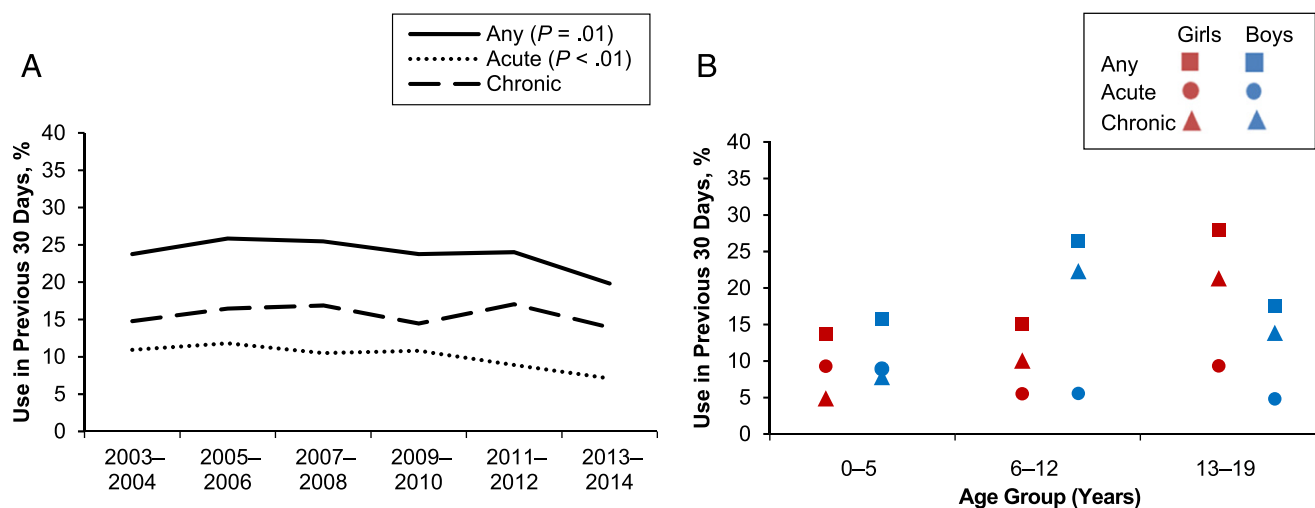 A
Any (P = .01)
Acute (P < .01)
Chronic
Use in Previous 30 Days, %
40
35
30
25
20
15
10
5
0
2003–
2004
2005–
2006
2007–
2008
2009–
2010
2011–
2012
2013–
2014
B
Girls Boys
Any
Acute
Chronic
Use in Previous 30 Days, %
40
35
30
25
20
15
10
5
0
0–5 6–12 13–19
Age Group (Years)